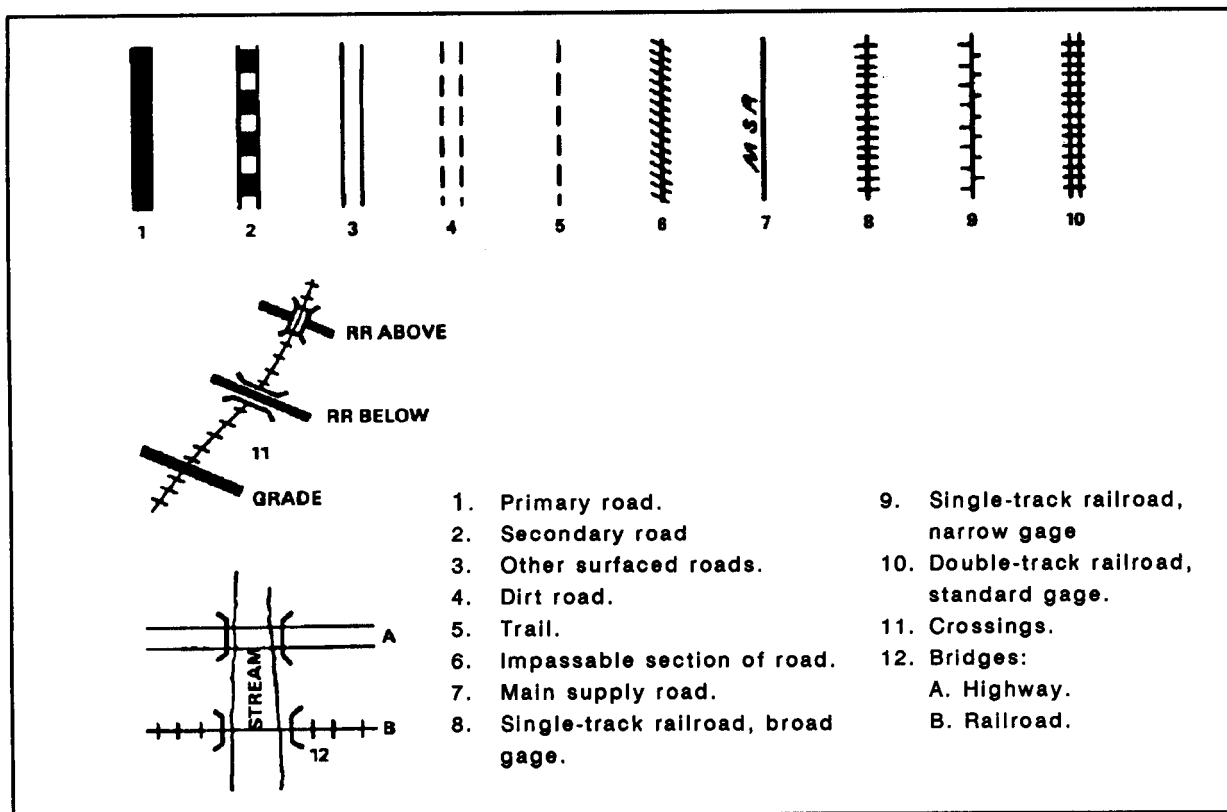 MSR
1 2 3 4 5 6 7 8 9 10
RR ABOVE
RR BELOW
11
GRADE
A
STREAM
B
12
1. Primary road.
2. Secondary road
3. Other surfaced roads.
4. Dirt road.
5. Trail.
6. Impassable section of road.
7. Main supply road.
8. Single-track railroad, broad
gage.
9. Single-track railroad,
narrow gage
10. Double-track railroad,
standard gage.
11. Crossings.
12. Bridges:
A. Highway.
B. Railroad.